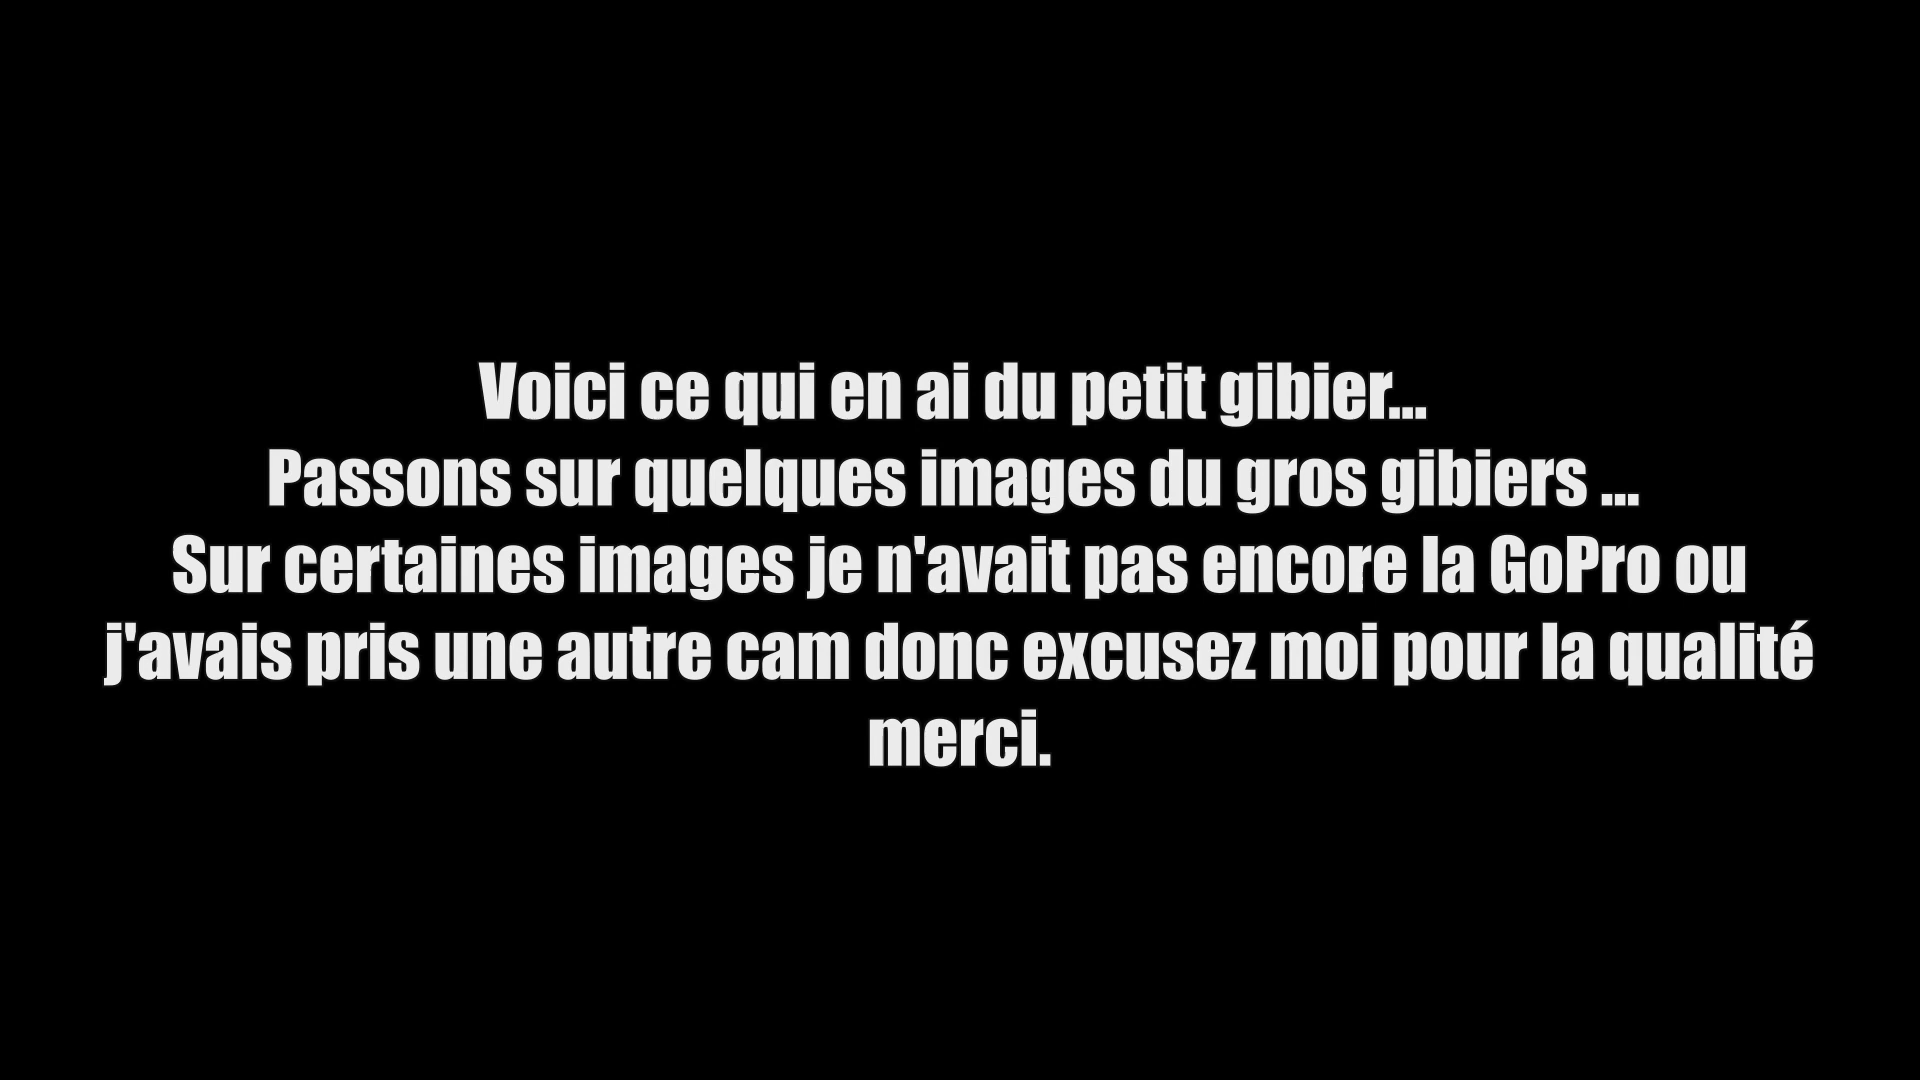 Voici ce qui en ai du petit gibier...
Passons sur quelques images du gros gibiers ...
Sur certaines images je n'avait pas encore la GoPro ou
j'avais pris une autre cam donc excusez moi pour la qualité
merci.